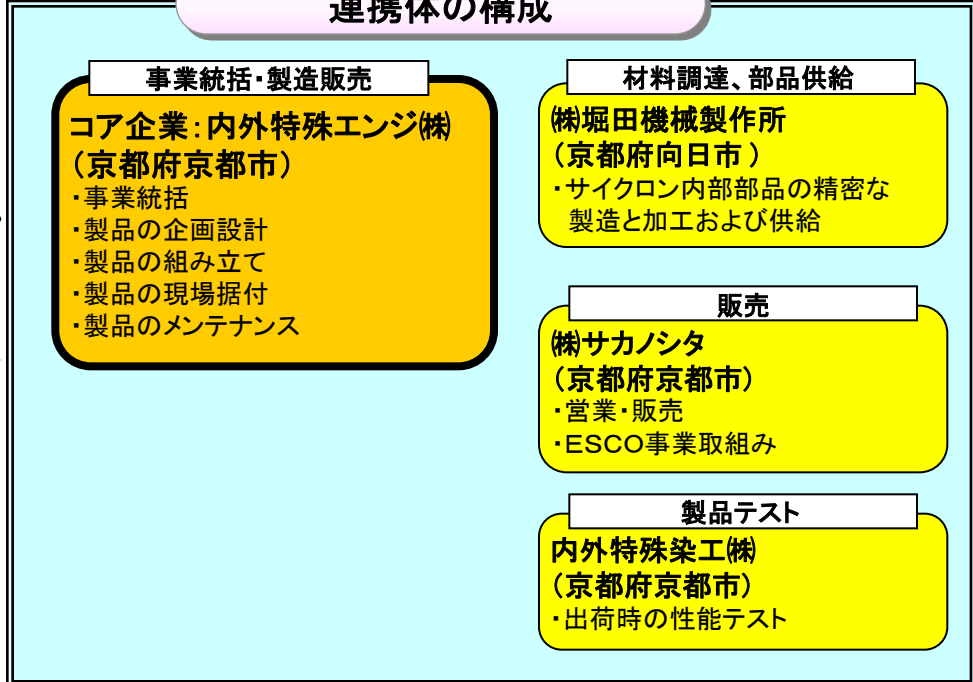 連携体の構成
事業統括・製造販売
コア企業：内外特殊エンジ㈱
（京都府京都市）
・事業統括
・製品の企画設計
・製品の組み立て
・製品の現場据付
・製品のメンテナンス
材料調達、部品供給
㈱堀田機械製作所
（京都府向日市）
・サイクロン内部部品の精密な
製造と加工および供給
販売
㈱サカノシタ
（京都府京都市）
・営業・販売
・ESCO事業取組み
製品テスト
内外特殊染工㈱
（京都府京都市）
・出荷時の性能テスト